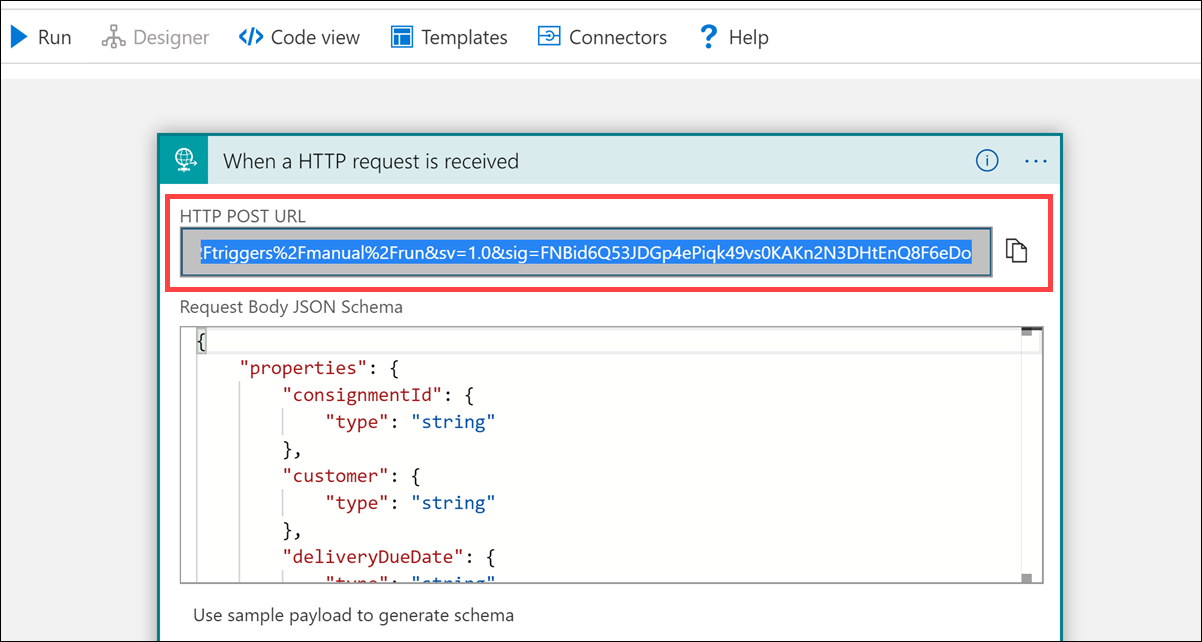 Run Designer </> Code view Templates Connectors ? Help
When a HTTP request is received
HTTP POST URL
Ftriggers%2Fmanual%2Frun&sv=1.0&sig=FNBid6Q53JDGp4ePiqk49vs0KAKn2N3DHtEnQ8F6eDo
Request Body JSON Schema
{
"properties": {
"consignmentId": {
"type": "string"
},
"customer": {
"type": "string"
},
"deliveryDueDate": {
"type": "string"
Use sample payload to generate schema